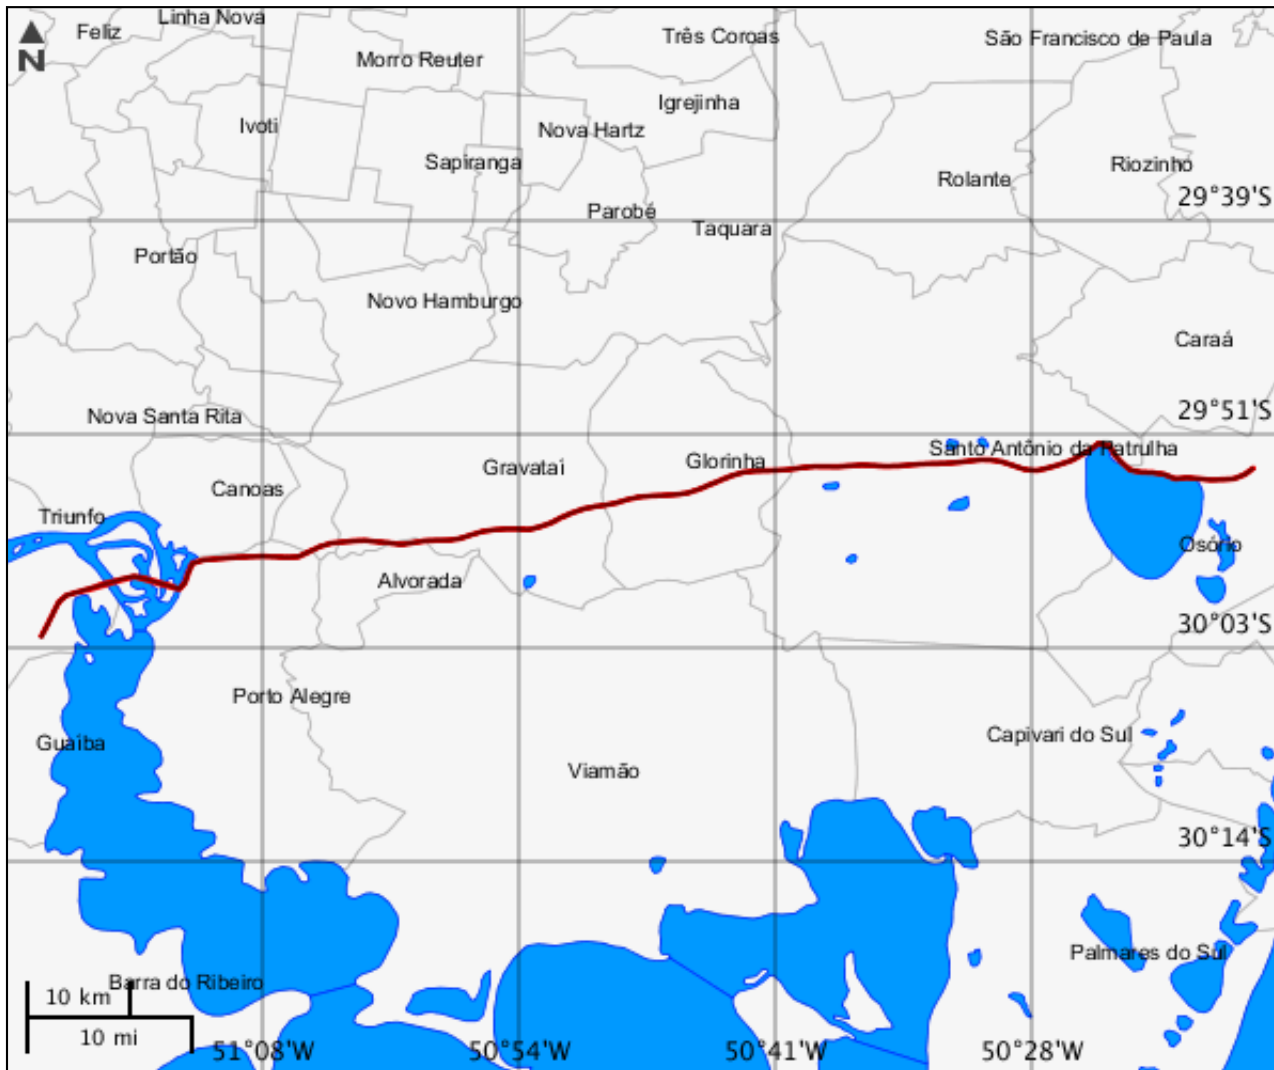 Linha Nova
Feliz
Três Coroas
São Francisco de Paula
N
Morro Reuter
Igrejinha
Ivoti
Nova Hartz
Sapiranga
Riozinho
Rolante
29°39'S
Parobé
Taquara
Portão
Novo Hamburgo
Caraá
29°51'S
Nova Santa Rita
Santo Antônio da Patrulha
Glorinha
Gravataí
Canoas
Triunfo
Osório
Alvorada
30°03'S
Porto Alegre
Capivari do Sul
Guaíba
Viamão
30°14'S
Palmares do Sul
Barra do Ribeiro
10 km
10 mi
51°08'W
50°54'W
50°41'W
50°28'W